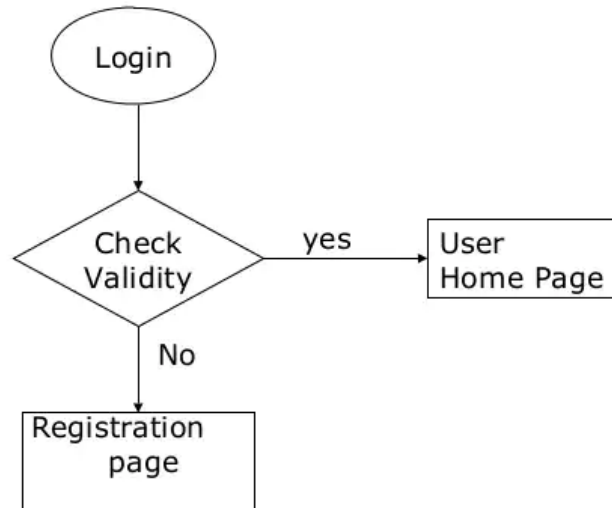 Login
Check
Validity
yes
User
Home Page
No
Registration
page